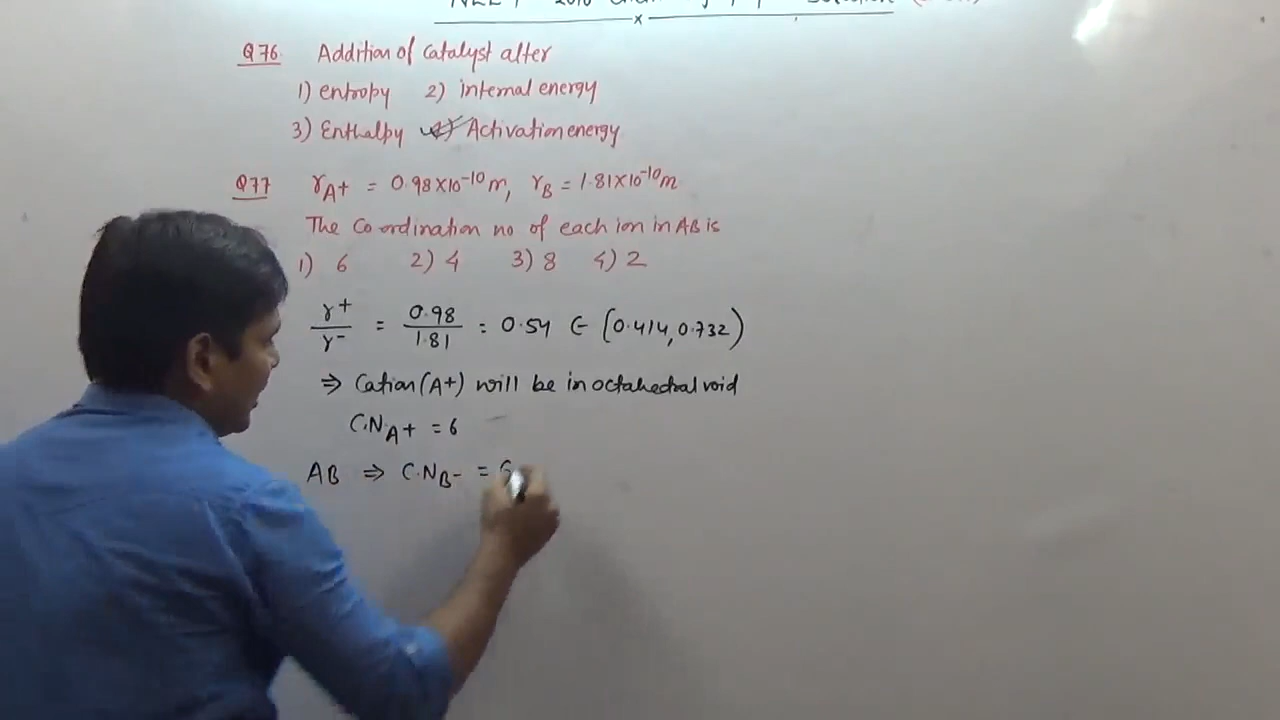 2016
Q76 Addition of Catalyst alter
1) entropy 2) internal energy
3) Enthalpy 4) Activation energy
Q77 rA+ = 0.98×10⁻¹⁰m, rB = 1.81×10⁻¹⁰m
The Coordination no of each ion in AB is
1) 6 2) 4 3) 8 4) 2
r+/r- = 0.98/1.81 = 0.54 ∈ (0.414, 0.732)
⇒ Cation (A+) will be in octahedral void
C.N A+ = 6
AB ⇒ C.N B- = 6